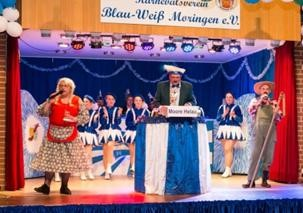 Karnevalsverein
Blau-Weiß Moringen e.V.
Moore Helau